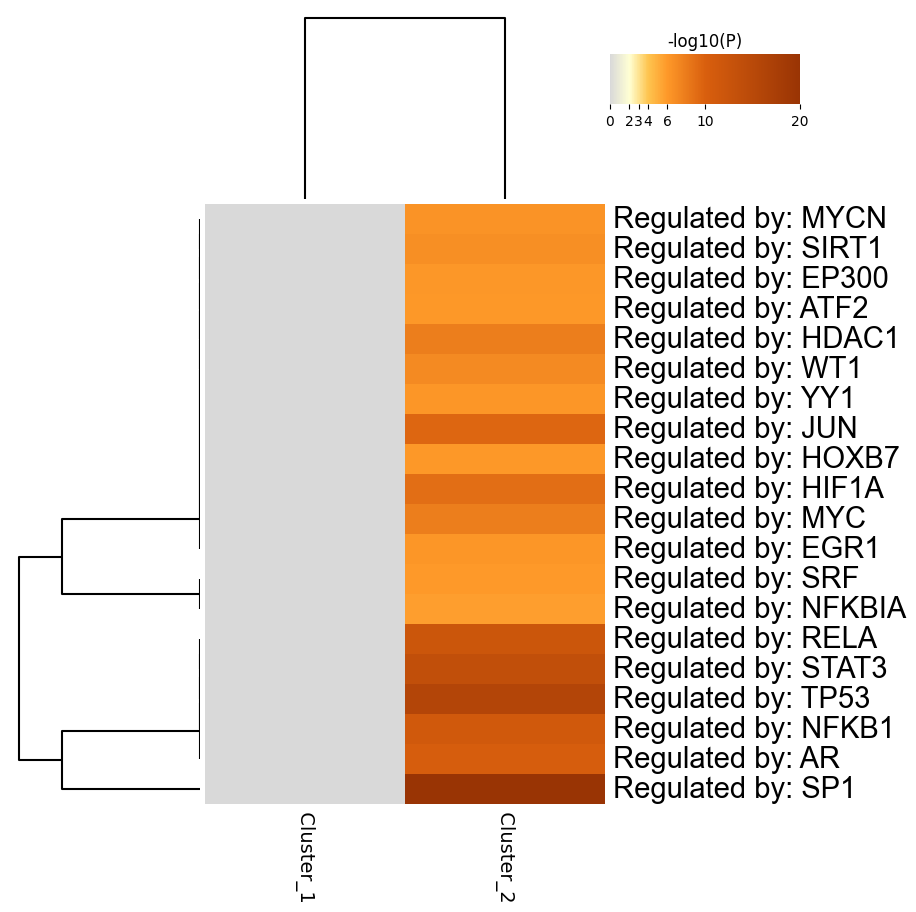 -log10(P)
0 2 3 4 6 10 20
Regulated by: MYCN
Regulated by: SIRT1
Regulated by: EP300
Regulated by: ATF2
Regulated by: HDAC1
Regulated by: WT1
Regulated by: YY1
Regulated by: JUN
Regulated by: HOXB7
Regulated by: HIF1A
Regulated by: MYC
Regulated by: EGR1
Regulated by: SRF
Regulated by: NFKBIA
Regulated by: RELA
Regulated by: STAT3
Regulated by: TP53
Regulated by: NFKB1
Regulated by: AR
Regulated by: SP1
Cluster_1
Cluster_2